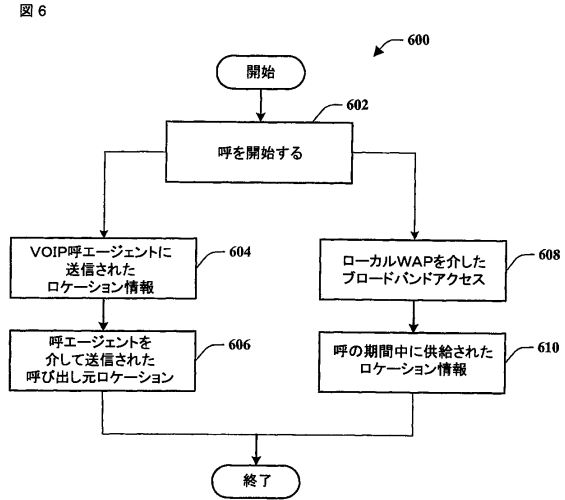 図6
600
開始
602
呼を開始する
VOIP呼エージェントに
送信された
ロケーション情報
604
ローカルWAPを介した
ブロードバンドアクセス
608
呼エージェントを
介して送信された
呼び出し元ロケーション
606
呼の期間中に供給された
ロケーション情報
610
終了